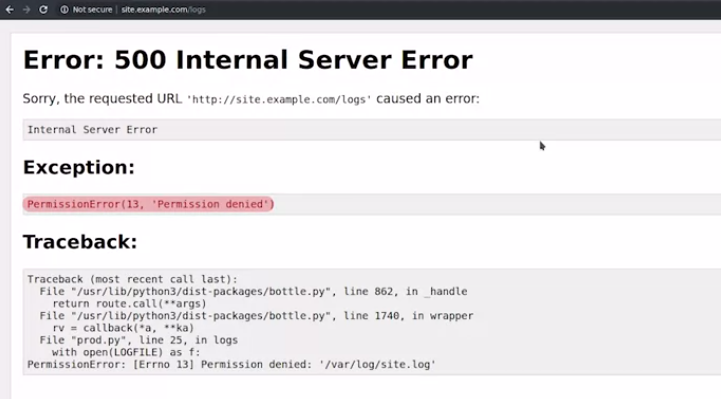 Not secure | site.example.com/logs
Error: 500 Internal Server Error
Sorry, the requested URL 'http://site.example.com/logs' caused an error:
Internal Server Error
Exception:
PermissionError(13, 'Permission denied')
Traceback:
Traceback (most recent call last):
  File "/usr/lib/python3/dist-packages/bottle.py", line 862, in _handle
    return route.call(**args)
  File "/usr/lib/python3/dist-packages/bottle.py", line 1740, in wrapper
    rv = callback(*a, **ka)
  File "prod.py", line 25, in logs
    with open(LOGFILE) as f:
PermissionError: [Errno 13] Permission denied: '/var/log/site.log'